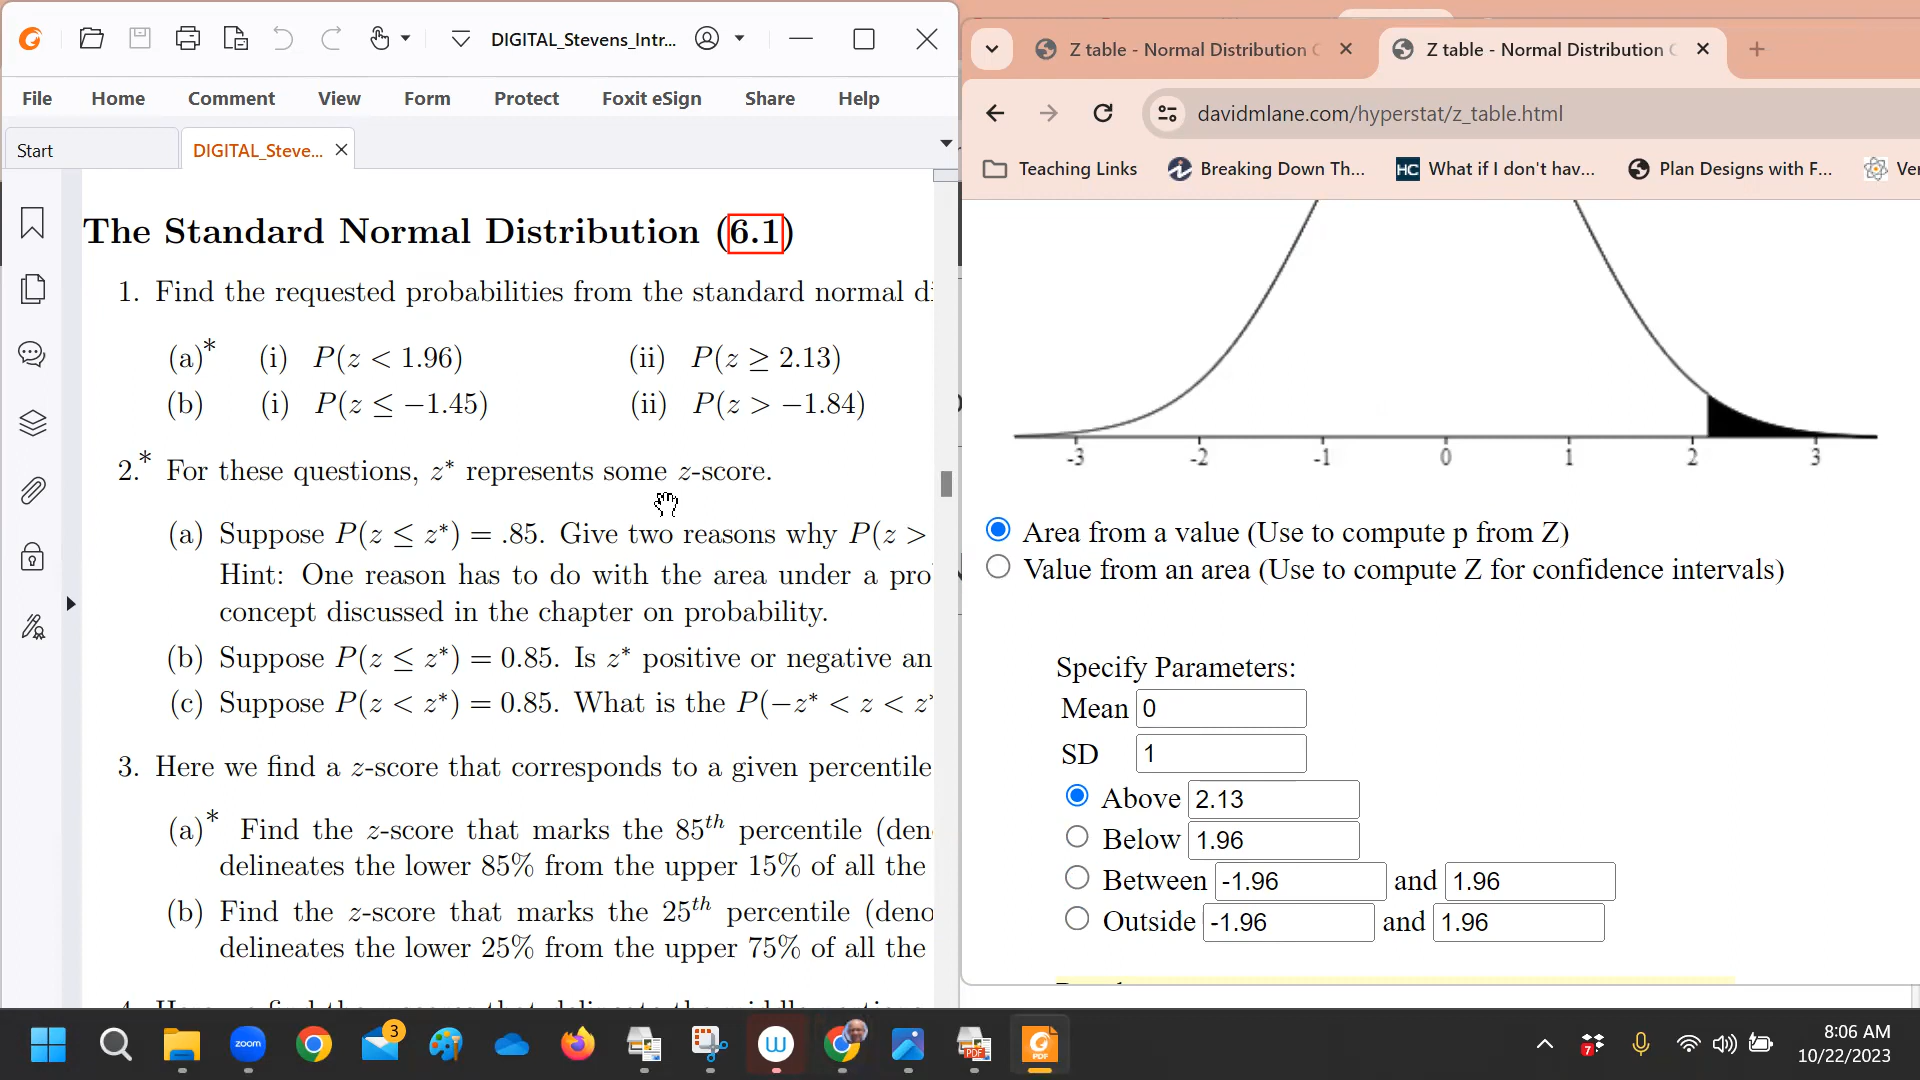 DIGITAL_Stevens_Intr...
File Home Comment View Form Protect Foxit eSign Share Help
Start
DIGITAL_Steve...
The Standard Normal Distribution (6.1)
1. Find the requested probabilities from the standard normal di
(a)* (i) P(z < 1.96) (ii) P(z ≥ 2.13)
(b) (i) P(z ≤ −1.45) (ii) P(z > −1.84)
2.* For these questions, z* represents some z-score.
(a) Suppose P(z ≤ z*) = .85. Give two reasons why P(z >
Hint: One reason has to do with the area under a pro
concept discussed in the chapter on probability.
(b) Suppose P(z ≤ z*) = 0.85. Is z* positive or negative an
(c) Suppose P(z < z*) = 0.85. What is the P(−z* < z < z*
3. Here we find a z-score that corresponds to a given percentile
(a)* Find the z-score that marks the 85th percentile (den
delineates the lower 85% from the upper 15% of all the
(b) Find the z-score that marks the 25th percentile (deno
delineates the lower 25% from the upper 75% of all the
Z table - Normal Distribution C
Z table - Normal Distribution C
davidmlane.com/hyperstat/z_table.html
Teaching Links
Breaking Down Th...
HC What if I don't hav...
Plan Designs with F...
Ver
-3 -2 -1 0 1 2 3
Area from a value (Use to compute p from Z)
Value from an area (Use to compute Z for confidence intervals)
Specify Parameters:
Mean 0
SD 1
Above 2.13
Below 1.96
Between -1.96 and 1.96
Outside -1.96 and 1.96
zoom
3
W
PDF
PDF
7
8:06 AM
10/22/2023